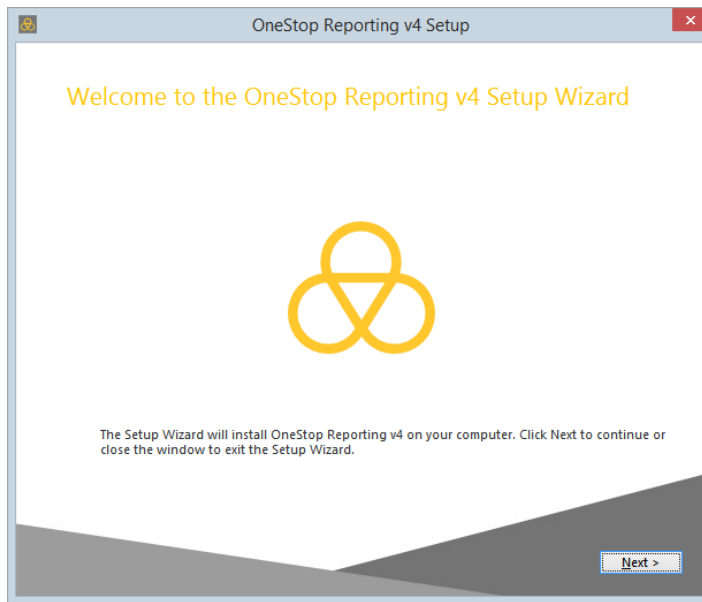 OneStop Reporting v4 Setup
Welcome to the OneStop Reporting v4 Setup Wizard
The Setup Wizard will install OneStop Reporting v4 on your computer. Click Next to continue or
close the window to exit the Setup Wizard.
Next >